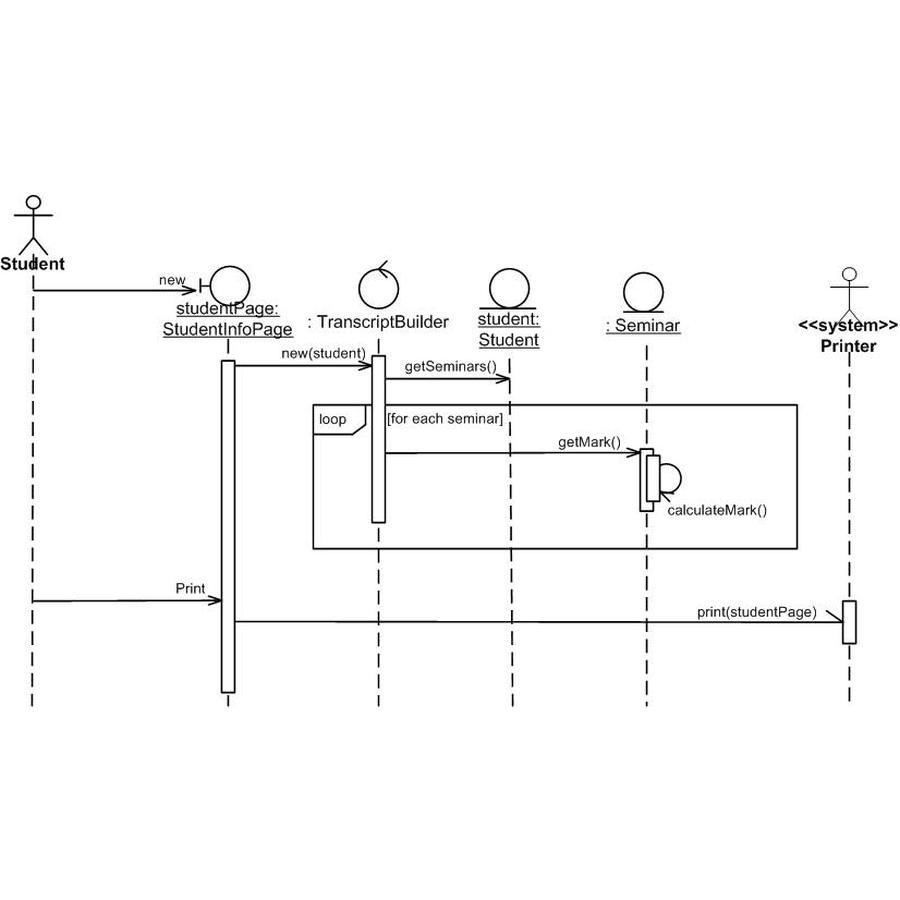 Student
new
studentPage:
StudentInfoPage
: TranscriptBuilder
student:
Student
: Seminar
<<system>>
Printer
new(student)
getSeminars()
loop
[for each seminar]
getMark()
calculateMark()
Print
print(studentPage)